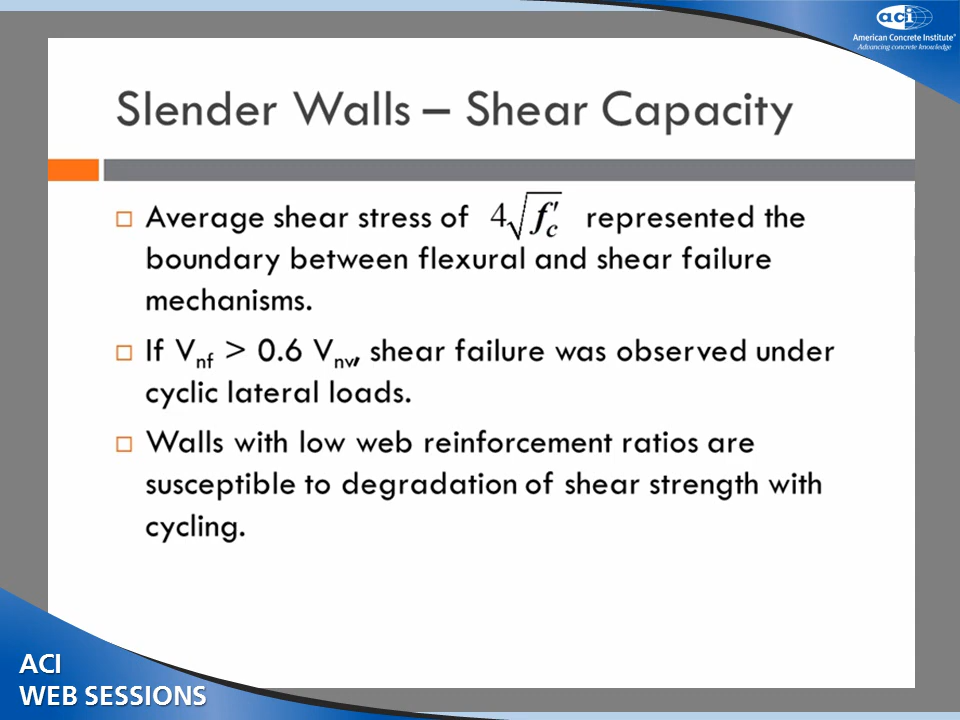 aci
American Concrete Institute®
Advancing concrete knowledge
Slender Walls – Shear Capacity
Average shear stress of 4√f′c represented the
boundary between flexural and shear failure
mechanisms.
If Vnf > 0.6 Vnv, shear failure was observed under
cyclic lateral loads.
Walls with low web reinforcement ratios are
susceptible to degradation of shear strength with
cycling.
ACI
WEB SESSIONS